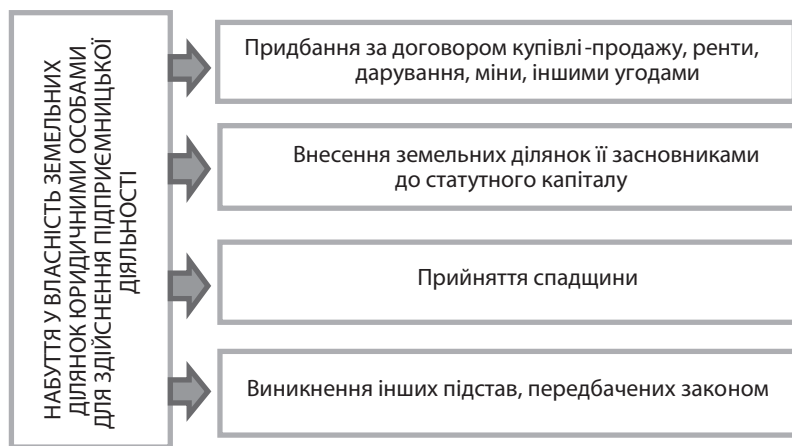 НАБУТТЯ У ВЛАСНІСТЬ ЗЕМЕЛЬНИХ
ДІЛЯНОК ЮРИДИЧНИМИ ОСОБАМИ
ДЛЯ ЗДІЙСНЕННЯ ПІДПРИЄМНИЦЬКОЇ
ДІЯЛЬНОСТІ
Придбання за договором купівлі-продажу, ренти,
дарування, міни, іншими угодами
Внесення земельних ділянок її засновниками
до статутного капіталу
Прийняття спадщини
Виникнення інших підстав, передбачених законом